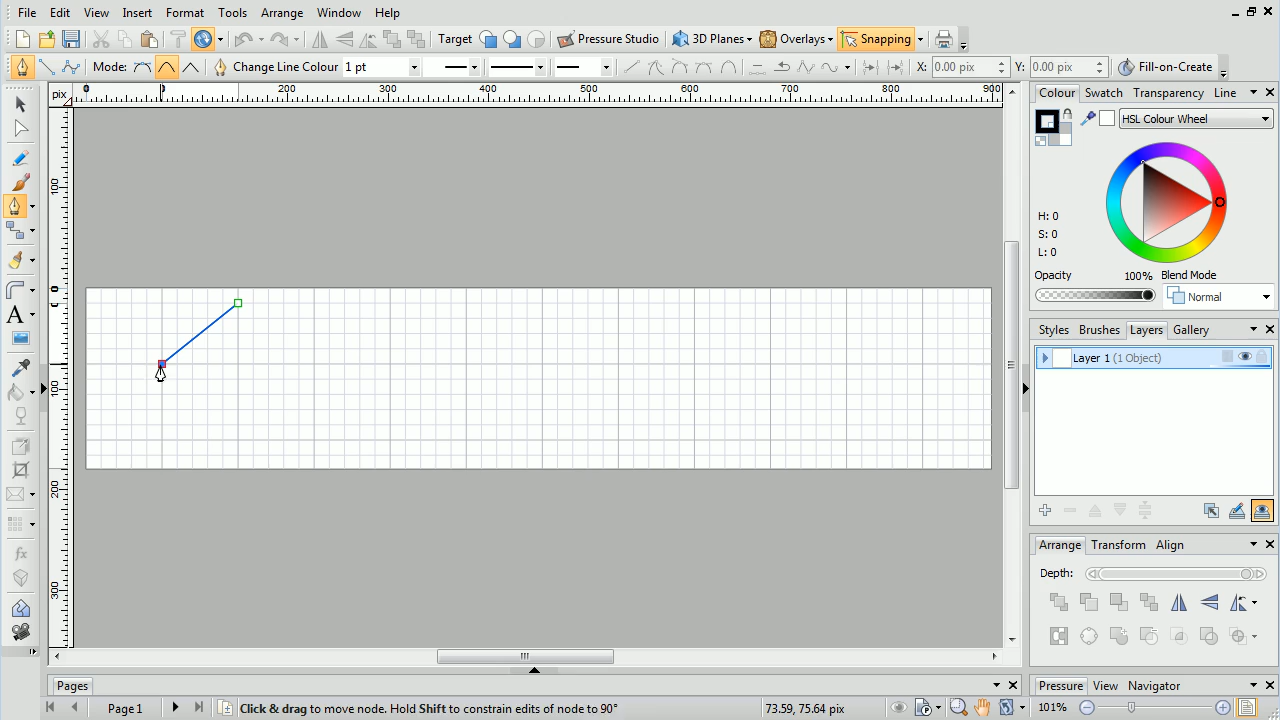 File Edit View Insert Format Tools Arrange Window Help
Target Pressure Studio 3D Planes Overlays Snapping
Mode: Change Line Colour 1 pt X: 0.00 pix Y: 0.00 pix Fill-on-Create
pix 0 200 300 400 500 600 700 800 900
Colour Swatch Transparency Line
HSL Colour Wheel
100
H: 0
S: 0
L: 0
Opacity 100% Blend Mode
Normal
0
Styles Brushes Layers Gallery
Layer 1 (1 Object)
100
A
200
Arrange Transform Align
fx
Depth:
300
Pages
Pressure View Navigator
Page 1 Click & drag to move node. Hold Shift to constrain edits of node to 90° 73.59, 75.64 pix 101%